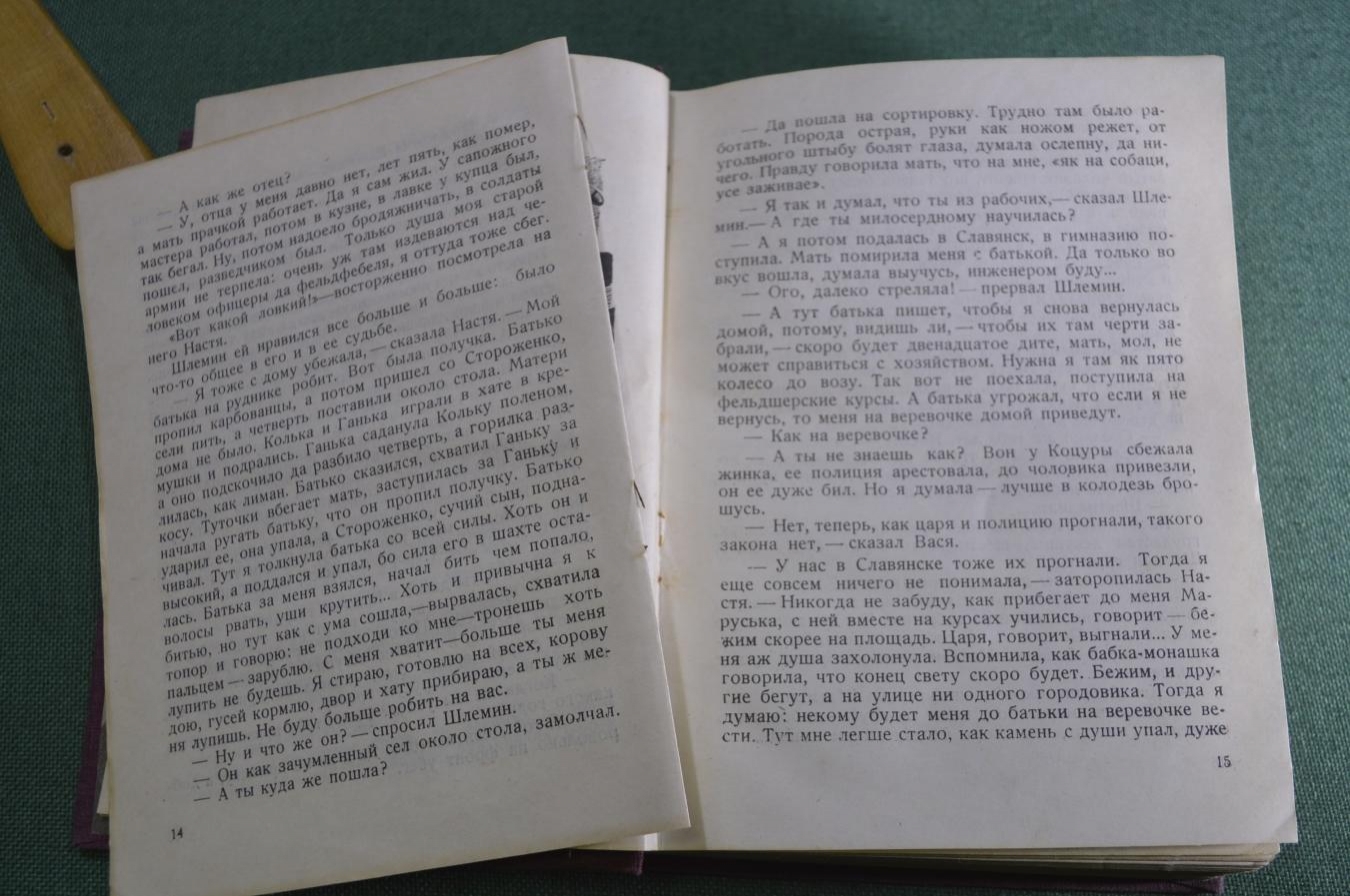 — А как же отец?
— У, отца у меня давно нет, лет пять, как помер,
а мать прачкой работает. Да я сам жил. У сапожного
мастера работал, потом в кузне, в лавке у купца был,
так бегал. Ну, потом надоело бродяжничать, в солдаты
пошел, разведчиком был. Только душа моя старой
армии не терпела: очень уж там издеваются над че-
ловеком офицеры да фельдфебеля, я оттуда тоже сбег.
«Вот какой ловкий!»—восторженно посмотрела на
него Настя.
Шлемин ей нравился все больше и больше: было
что-то общее в его и в ее судьбе.
— Я тоже с дому убежала,— сказала Настя. — Мой
батька на руднике робит. Вот была получка. Батько
пропил карбованцы, а потом пришел со Стороженко,
сели пить, а четверть поставили около стола. Матери
дома не было. Колька и Ганька играли в хате в кре-
мушки и подрались. Ганька саданула Кольку поленом,
а оно подскочило да разбило четверть, а горилка раз-
лилась, как лиман. Батько сказился, схватил Ганьку за
косу. Туточки вбегает мать, заступилась за Ганьку и
начала ругать батьку, что он пропил получку. Батько
ударил ее, она упала, а Стороженко, сучий сын, подна-
чивал. Тут я толкнула батька со всей силы. Хоть он и
высокий, а поддался и упал, бо сила его в шахте оста-
лась. Батька за меня взялся, начал бить чем попало,
волосы рвать, уши крутить... Хоть и привычна я к
битью, но тут как с ума сошла,—вырвалась, схватила
топор и говорю: не подходи ко мне—тронешь хоть
пальцем — зарублю. С меня хватит—больше ты меня
лупить не будешь. Я стираю, готовлю на всех, корову
дою, гусей кормлю, двор и хату прибираю, а ты ж ме-
ня лупишь. Не буду больше робить на вас.
— Ну и что же он? — спросил Шлемин.
— Он как зачумленный сел около стола, замолчал.
— А ты куда же пошла?
14
— Да пошла на сортировку. Трудно там было ра-
ботать. Порода острая, руки как ножом режет, от
угольного штыбу болят глаза, думала ослепну, да ни-
чего. Правду говорила мать, что на мне, «як на собаци,
усе заживае».
— Я так и думал, что ты из рабочих,— сказал Шле-
мин.— А где ты милосердному научилась?
— А я потом подалась в Славянск, в гимназию по-
ступила. Мать помирила меня с батькой. Да только во
вкус вошла, думала выучусь, инженером буду...
— Ого, далеко стреляла! — прервал Шлемин.
— А тут батька пишет, чтобы я снова вернулась
домой, потому, видишь ли, — чтобы их там черти за-
брали, — скоро будет двенадцатое дите, мать, мол, не
может справиться с хозяйством. Нужна я там як пято
колесо до возу. Так вот не поехала, поступила на
фельдшерские курсы. А батька угрожал, что если я не
вернусь, то меня на веревочке домой приведут.
— Как на веревочке?
— А ты не знаешь как? Вон у Коцуры сбежала
жинка, ее полиция арестовала, до чоловика привезли,
он ее дуже бил. Но я думала — лучше в колодезь бро-
шусь.
— Нет, теперь, как царя и полицию прогнали, такого
закона нет, — сказал Вася.
— У нас в Славянске тоже их прогнали. Тогда я
еще совсем ничего не понимала, — заторопилась На-
стя. — Никогда не забуду, как прибегает до меня Ма-
руська, с ней вместе на курсах учились, говорит — бе-
жим скорее на площадь. Царя, говорит, выгнали... У ме-
ня аж душа захолонула. Вспомнила, как бабка-монашка
говорила, что конец свету скоро будет. Бежим, и дру-
гие бегут, а на улице ни одного городовика. Тогда я
думаю: некому будет меня до батьки на веревочке ве-
сти. Тут мне легше стало, как камень с души упал, дуже
15